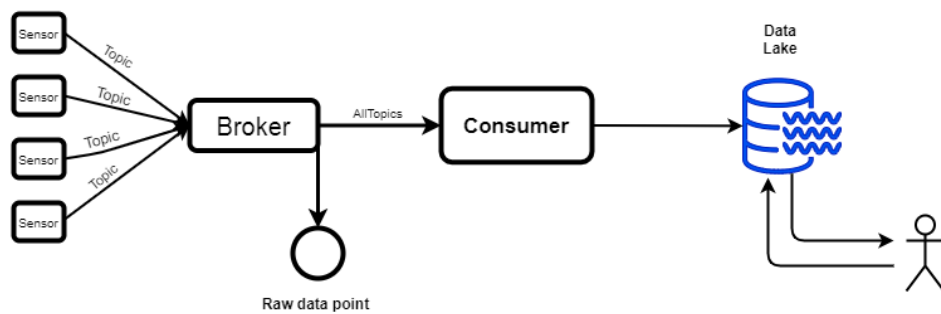 Sensor
Topic
Sensor
Topic
Sensor
Topic
Sensor
Topic
Broker
AllTopics
Consumer
Data
Lake
Raw data point